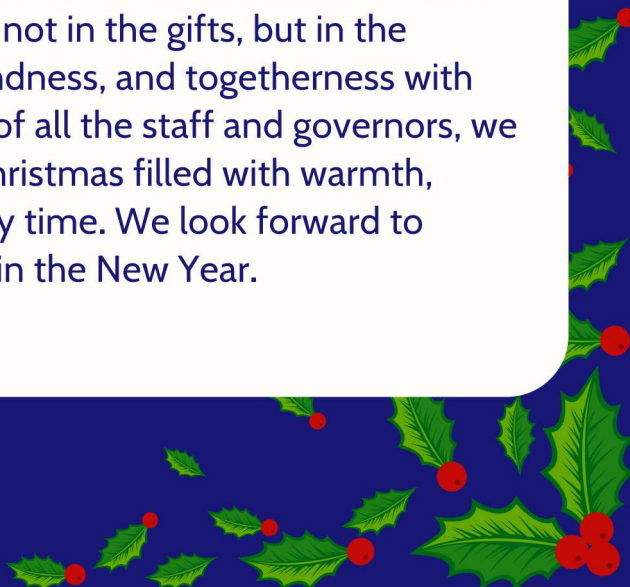 not in the gifts, but in the
ndness, and togetherness with
of all the staff and governors, we
hristmas filled with warmth,
y time. We look forward to
in the New Year.